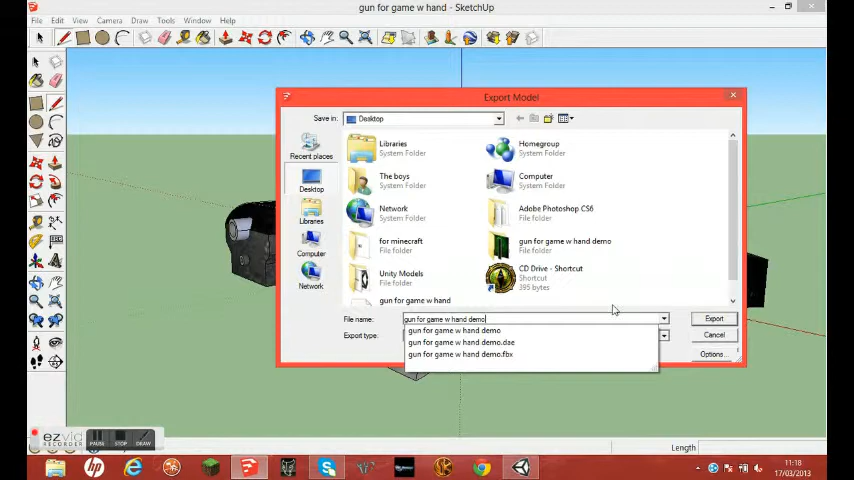 gun for game w hand - SketchUp
File Edit View Camera Draw Tools Window Help
Export Model
Save in: Desktop
Recent places
Desktop
Libraries
Computer
Network
Libraries
System Folder
Homegroup
System Folder
The boys
System Folder
Computer
System Folder
Network
System Folder
Adobe Photoshop CS6
File folder
for minecraft
File folder
gun for game w hand demo
File folder
Unity Models
File folder
CD Drive - Shortcut
Shortcut
395 bytes
gun for game w hand
File name: gun for game w hand demo
Export
gun for game w hand demo
gun for game w hand demo.dae
gun for game w hand demo.fbx
Export type:
Cancel
Options...
ezvid
RECORDER
PAUSE
STOP
DRAW
Length
11:18
17/03/2013